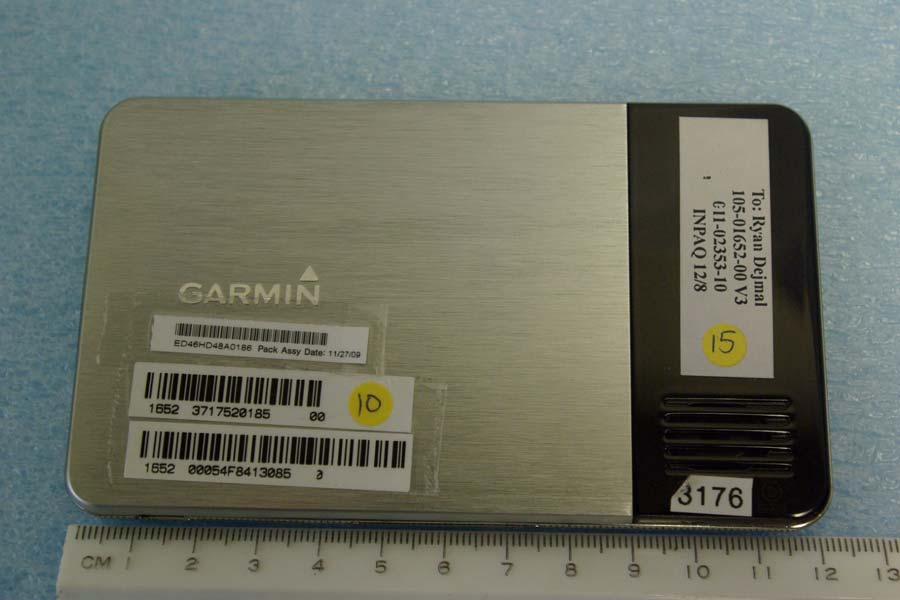 GARMIN
ED46HD48A0186 Pack Assy Date: 11/27/09
1652 3717520185 00
10
1652 00054F8413085 0
To: Ryan Dejmal
105-01652-00 V3
G11-02353-10
INPAQ 12/8
15
3176
CM 1 2 3 4 5 6 7 8 9 10 11 12 13